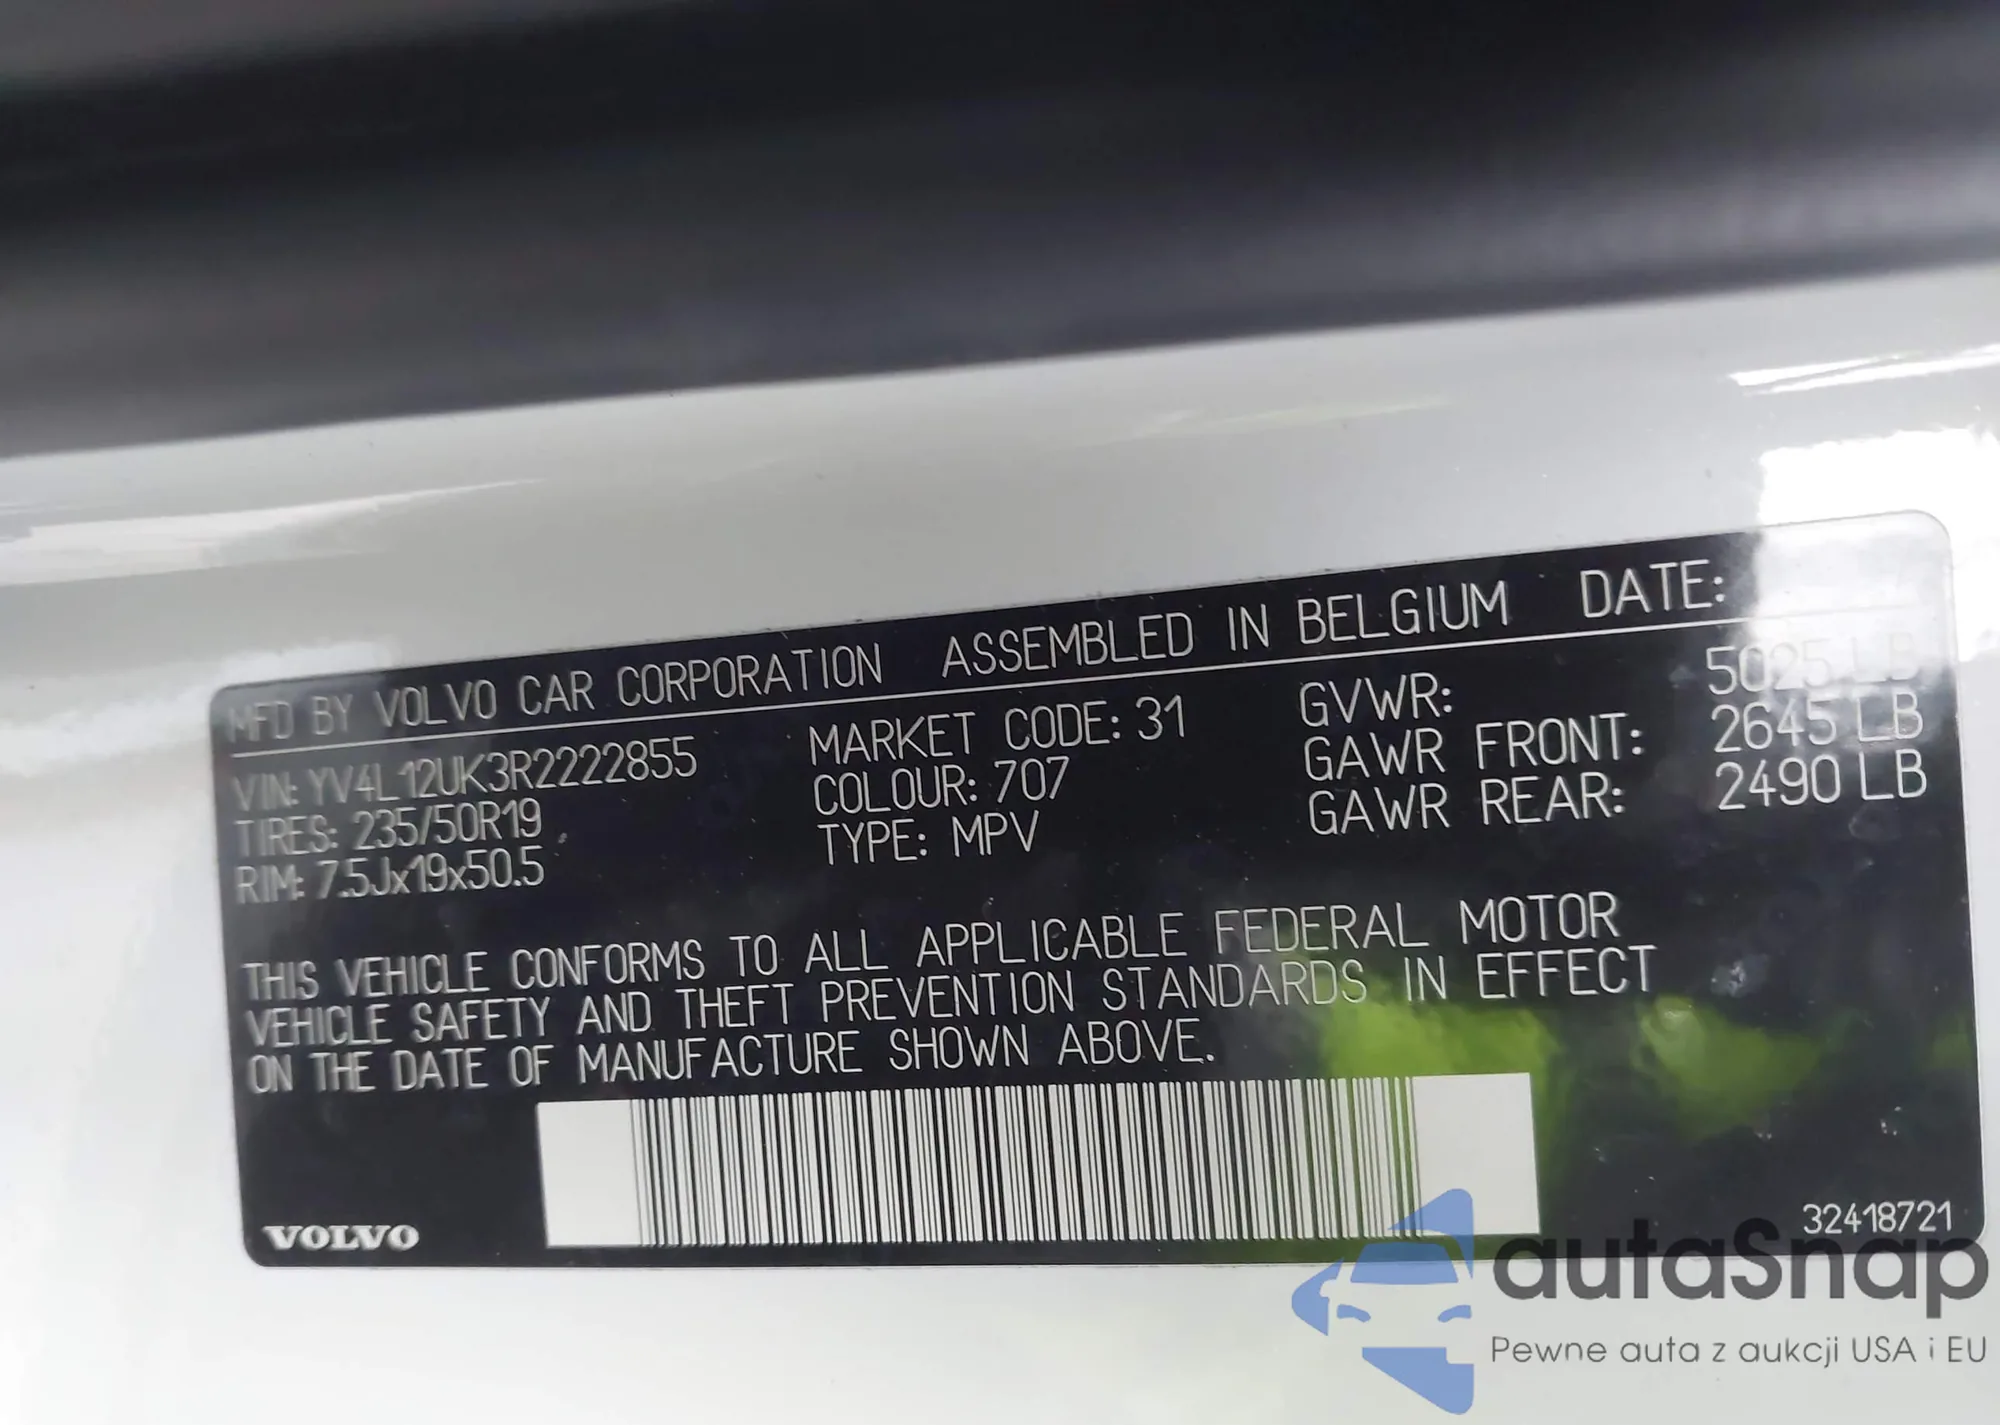 MFD BY VOLVO CAR CORPORATION ASSEMBLED IN BELGIUM DATE:
VIN: YV4L12UK3R2222855 MARKET CODE: 31 GVWR: 5025 LB
TIRES: 235/50R19 COLOUR: 707 GAWR FRONT: 2645 LB
RIM: 7.5Jx19x50.5 TYPE: MPV GAWR REAR: 2490 LB
THIS VEHICLE CONFORMS TO ALL APPLICABLE FEDERAL MOTOR
VEHICLE SAFETY AND THEFT PREVENTION STANDARDS IN EFFECT
ON THE DATE OF MANUFACTURE SHOWN ABOVE.
VOLVO
32418721
autaSnap
Pewne auta z aukcji USA i EU